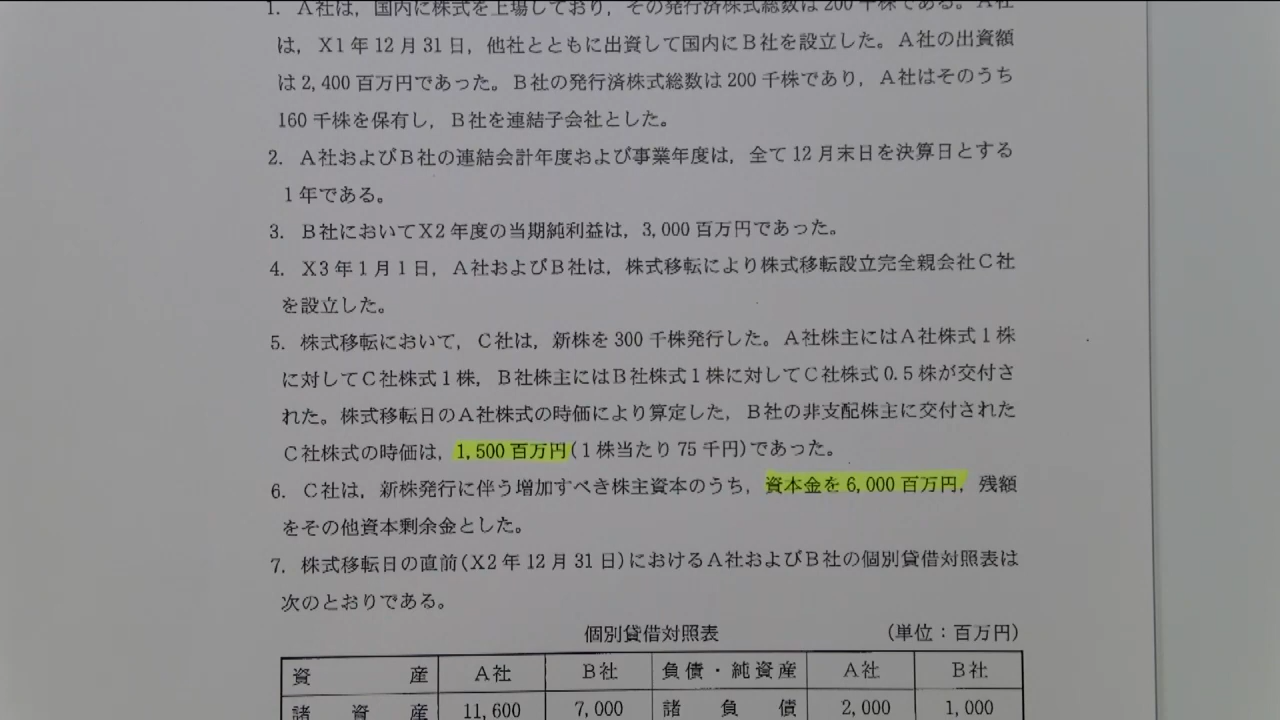 1. A社は，国内に株式を上場しており，その発行済株式総数は200千株である。A社
は，X1年12月31日，他社とともに出資して国内にB社を設立した。A社の出資額
は2,400百万円であった。B社の発行済株式総数は200千株であり，A社はそのうち
160千株を保有し，B社を連結子会社とした。
2. A社およびB社の連結会計年度および事業年度は，全て12月末日を決算日とする
1年である。
3. B社においてX2年度の当期純利益は，3,000百万円であった。
4. X3年1月1日，A社およびB社は，株式移転により株式移転設立完全親会社C社
を設立した。
5. 株式移転において，C社は，新株を300千株発行した。A社株主にはA社株式1株
に対してC社株式1株，B社株主にはB社株式1株に対してC社株式0.5株が交付さ
れた。株式移転日のA社株式の時価により算定した，B社の非支配株主に交付された
C社株式の時価は，1,500百万円(1株当たり75千円)であった。
6. C社は，新株発行に伴う増加すべき株主資本のうち，資本金を6,000百万円，残額
をその他資本剰余金とした。
7. 株式移転日の直前(X2年12月31日)におけるA社およびB社の個別貸借対照表は
次のとおりである。
個別貸借対照表 (単位：百万円)
資 産 A社 B社 負債・純資産 A社 B社
諸 資 産 11,600 7,000 諸 負 債 2,000 1,000